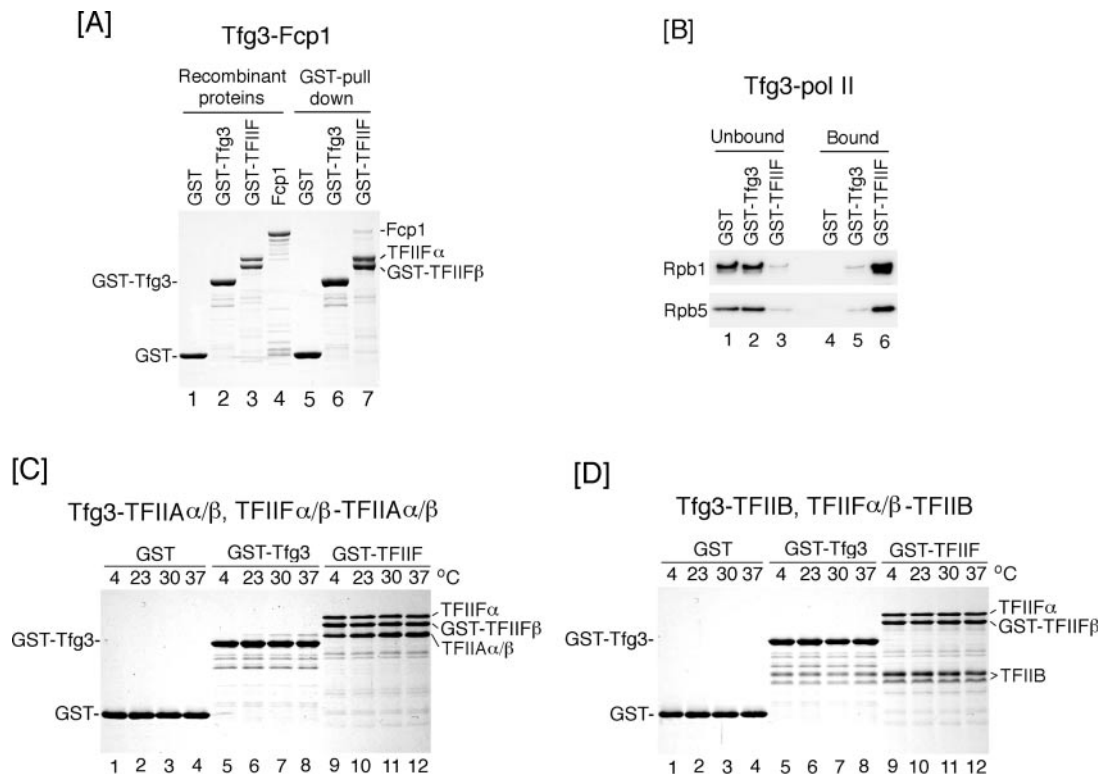 [A]
Tfg3-Fcp1
Recombinant proteins
GST-pull down
GST
GST-Tfg3
GST-TFIIF
Fcp1
GST
GST-Tfg3
GST-TFIIF
-Fcp1
TFIIFα
GST-TFIIFβ
GST-Tfg3-
GST-
1 2 3 4 5 6 7
[B]
Tfg3-pol II
Unbound Bound
GST
GST-Tfg3
GST-TFIIF
GST
GST-Tfg3
GST-TFIIF
Rpb1
Rpb5
1 2 3 4 5 6
[C]
Tfg3-TFIIAα/β, TFIIFα/β-TFIIAα/β
GST GST-Tfg3 GST-TFIIF
4 23 30 37 4 23 30 37 4 23 30 37 °C
TFIIFα
GST-TFIIFβ
TFIIAα/β
GST-Tfg3-
GST-
1 2 3 4 5 6 7 8 9 10 11 12
[D]
Tfg3-TFIIB, TFIIFα/β-TFIIB
GST GST-Tfg3 GST-TFIIF
4 23 30 37 4 23 30 37 4 23 30 37 °C
TFIIFα
GST-TFIIFβ
GST-Tfg3-
>TFIIB
GST-
1 2 3 4 5 6 7 8 9 10 11 12